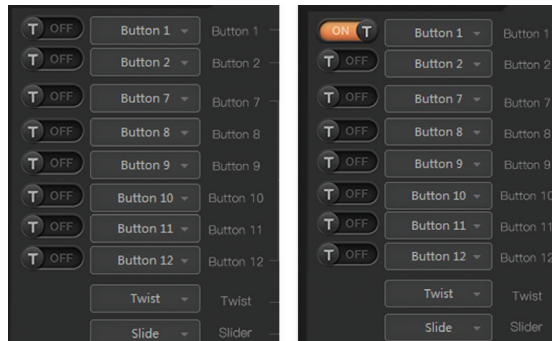 T OFF Button 1 Button 1
T OFF Button 2 Button 2
T OFF Button 7 Button 7
T OFF Button 8 Button 8
T OFF Button 9 Button 9
T OFF Button 10 Button 10
T OFF Button 11 Button 11
T OFF Button 12 Button 12
Twist Twist
Slide Slider
ON T Button 1 Button 1
T OFF Button 2 Button 2
T OFF Button 7 Button 7
T OFF Button 8 Button 8
T OFF Button 9 Button 9
T OFF Button 10 Button 10
T OFF Button 11 Button 11
T OFF Button 12 Button 12
Twist Twist
Slide Slider